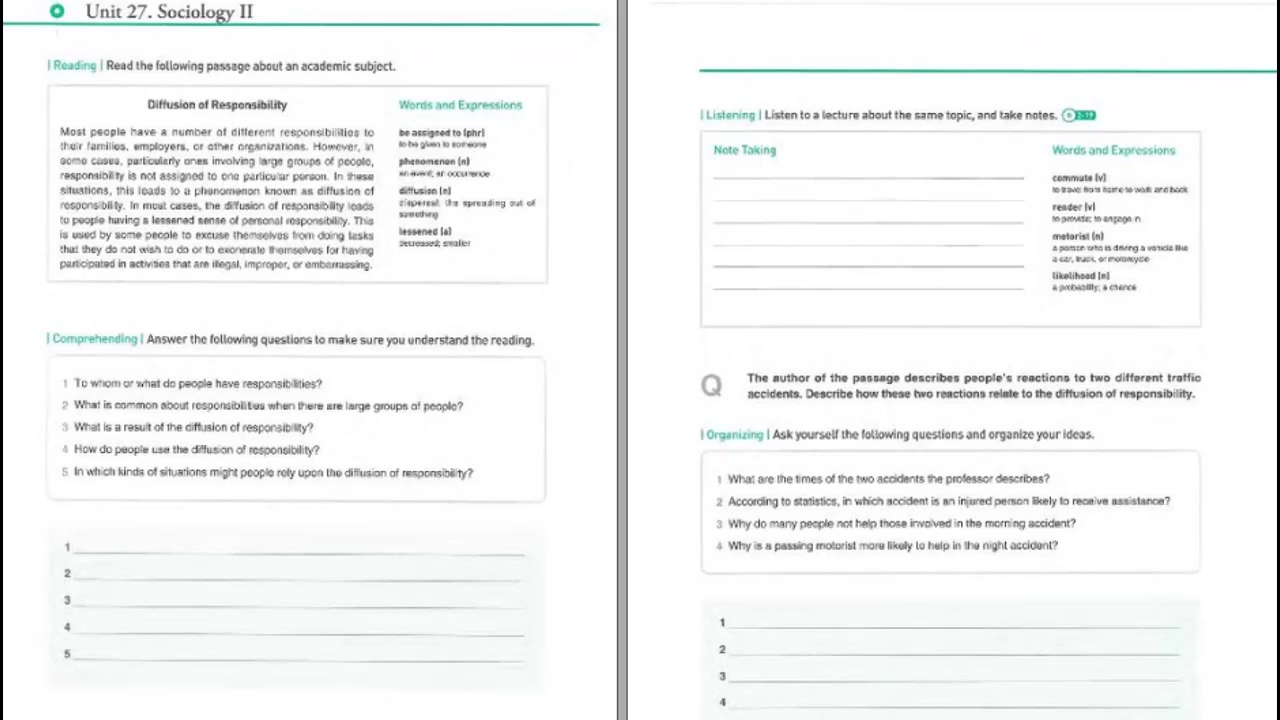 Unit 27. Sociology II
| Reading | Read the following passage about an academic subject.
Diffusion of Responsibility
Most people have a number of different responsibilities to
their families, employers, or other organizations. However, in
some cases, particularly ones involving large groups of people,
responsibility is not assigned to one particular person. In these
situations, this leads to a phenomenon known as diffusion of
responsibility. In most cases, the diffusion of responsibility leads
to people having a lessened sense of personal responsibility. This
is used by some people to excuse themselves from doing tasks
that they do not wish to do or to exonerate themselves for having
participated in activities that are illegal, improper, or embarrassing.
Words and Expressions
be assigned to [phr]
to be given to someone
phenomenon [n]
an event; an occurrence
diffusion [n]
dispersal; the spreading out of
something
lessened [a]
decreased; smaller
| Comprehending | Answer the following questions to make sure you understand the reading.
1 To whom or what do people have responsibilities?
2 What is common about responsibilities when there are large groups of people?
3 What is a result of the diffusion of responsibility?
4 How do people use the diffusion of responsibility?
5 In which kinds of situations might people rely upon the diffusion of responsibility?
1
2
3
4
5
| Listening | Listen to a lecture about the same topic, and take notes. 2-19
Note Taking
Words and Expressions
commute [v]
to travel from home to work and back
render [v]
to provide; to engage in
motorist [n]
a person who is driving a vehicle like
a car, truck, or motorcycle
likelihood [n]
a probability; a chance
Q The author of the passage describes people's reactions to two different traffic
accidents. Describe how these two reactions relate to the diffusion of responsibility.
| Organizing | Ask yourself the following questions and organize your ideas.
1 What are the times of the two accidents the professor describes?
2 According to statistics, in which accident is an injured person likely to receive assistance?
3 Why do many people not help those involved in the morning accident?
4 Why is a passing motorist more likely to help in the night accident?
1
2
3
4